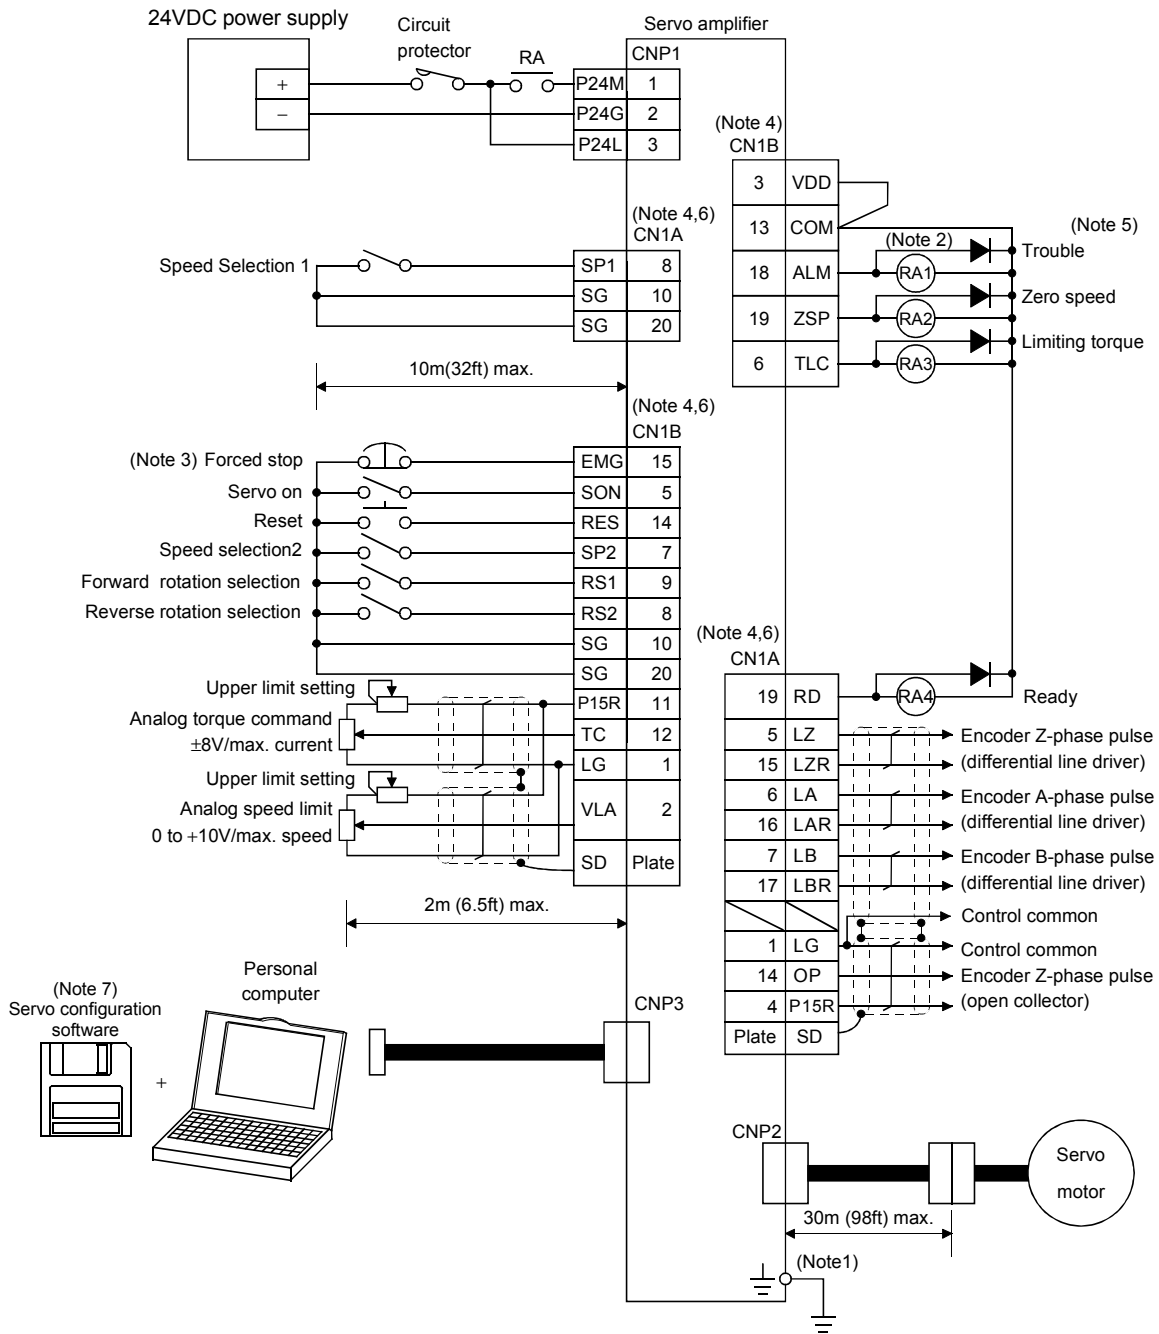 24VDC power supply
Circuit
protector
RA
Servo amplifier
CNP1
+
P24M 1
−
P24G 2
P24L 3
(Note 4)
CN1B
3 VDD
13 COM
(Note 5)
(Note 2)
Trouble
18 ALM RA1
Zero speed
19 ZSP RA2
Limiting torque
6 TLC RA3
(Note 4,6)
CN1A
Speed Selection 1
SP1 8
SG 10
SG 20
10m(32ft) max.
(Note 4,6)
CN1B
(Note 3) Forced stop
EMG 15
Servo on
SON 5
Reset
RES 14
Speed selection2
SP2 7
Forward rotation selection
RS1 9
Reverse rotation selection
RS2 8
SG 10
SG 20
Upper limit setting
P15R 11
Analog torque command
±8V/max. current
TC 12
LG 1
Upper limit setting
Analog speed limit
0 to +10V/max. speed
VLA 2
SD Plate
2m (6.5ft) max.
(Note 4,6)
CN1A
19 RD RA4 Ready
5 LZ Encoder Z-phase pulse
15 LZR (differential line driver)
6 LA Encoder A-phase pulse
16 LAR (differential line driver)
7 LB Encoder B-phase pulse
17 LBR (differential line driver)
Control common
1 LG Control common
14 OP Encoder Z-phase pulse
4 P15R (open collector)
Plate SD
(Note 7)
Servo configuration
software
+
Personal
computer
CNP3
CNP2
Servo
motor
30m (98ft) max.
(Note1)